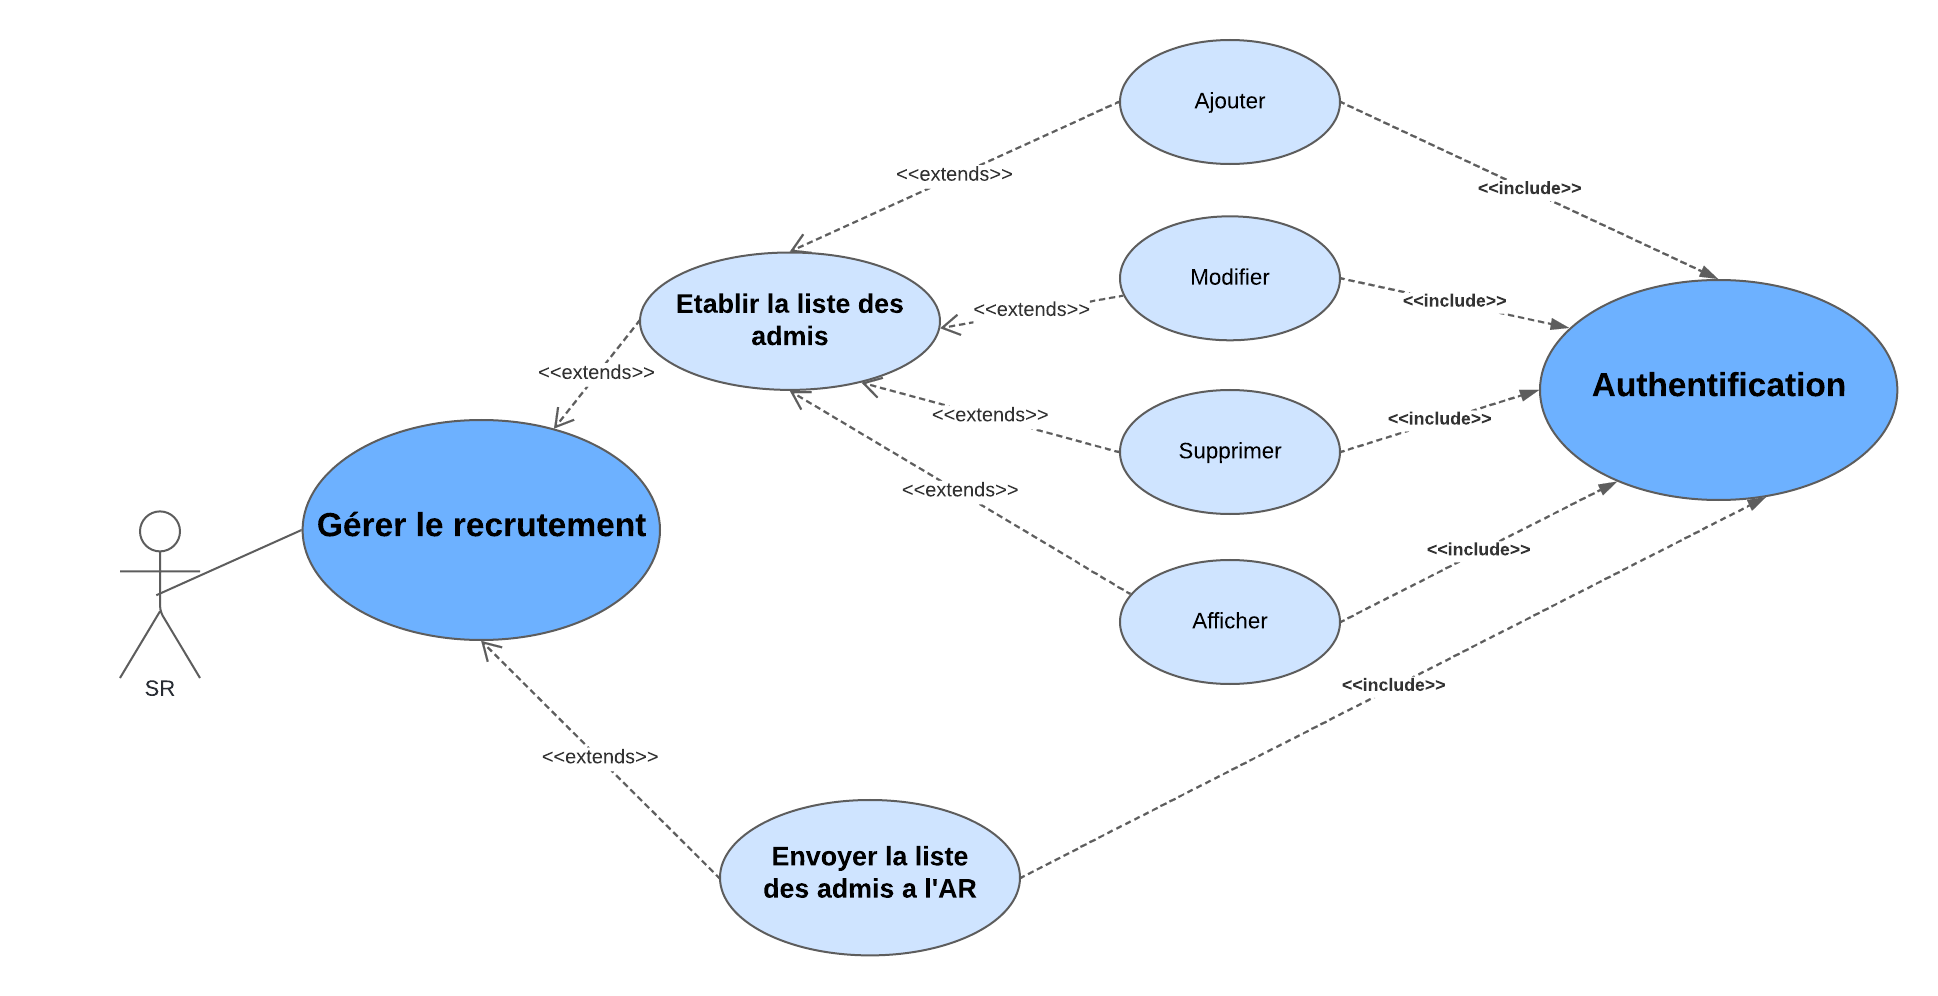 Ajouter
<<extends>>
<<include>>
Modifier
Etablir la liste des
admis
<<extends>>
<<include>>
<<extends>>
Authentification
<<extends>>
<<include>>
Supprimer
<<extends>>
Gérer le recrutement
<<include>>
Afficher
SR
<<include>>
<<extends>>
Envoyer la liste
des admis a l'AR